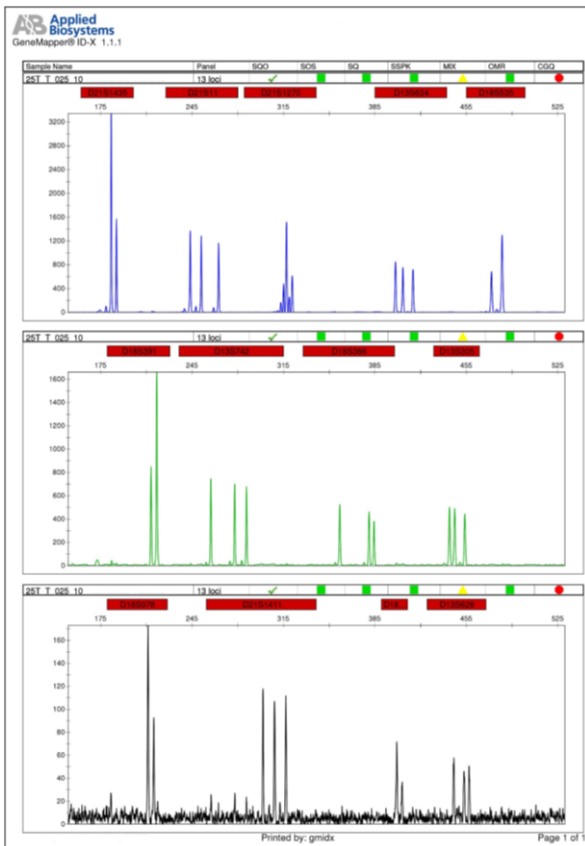 AB Applied
Biosystems
GeneMapper® ID-X 1.1.1
Sample Name Panel SQO SOS SQ SSPK MIX OMR CGQ
25T_T_025_10 13 loci
D21S1435 D21S11 D21S1270 D13S634 D18S535
175 245 315 385 455 525
3200
2800
2400
2000
1600
1200
800
400
0
25T_T_025_10 13 loci
D18S391 D13S742 D18S386 D13S305
175 245 315 385 455 525
1600
1400
1200
1000
800
600
400
200
0
25T_T_025_10 13 loci
D18S976 D21S1411 D18... D13S628
175 245 315 385 455 525
160
140
120
100
80
60
40
20
0
Printed by: gmidx Page 1 of 1